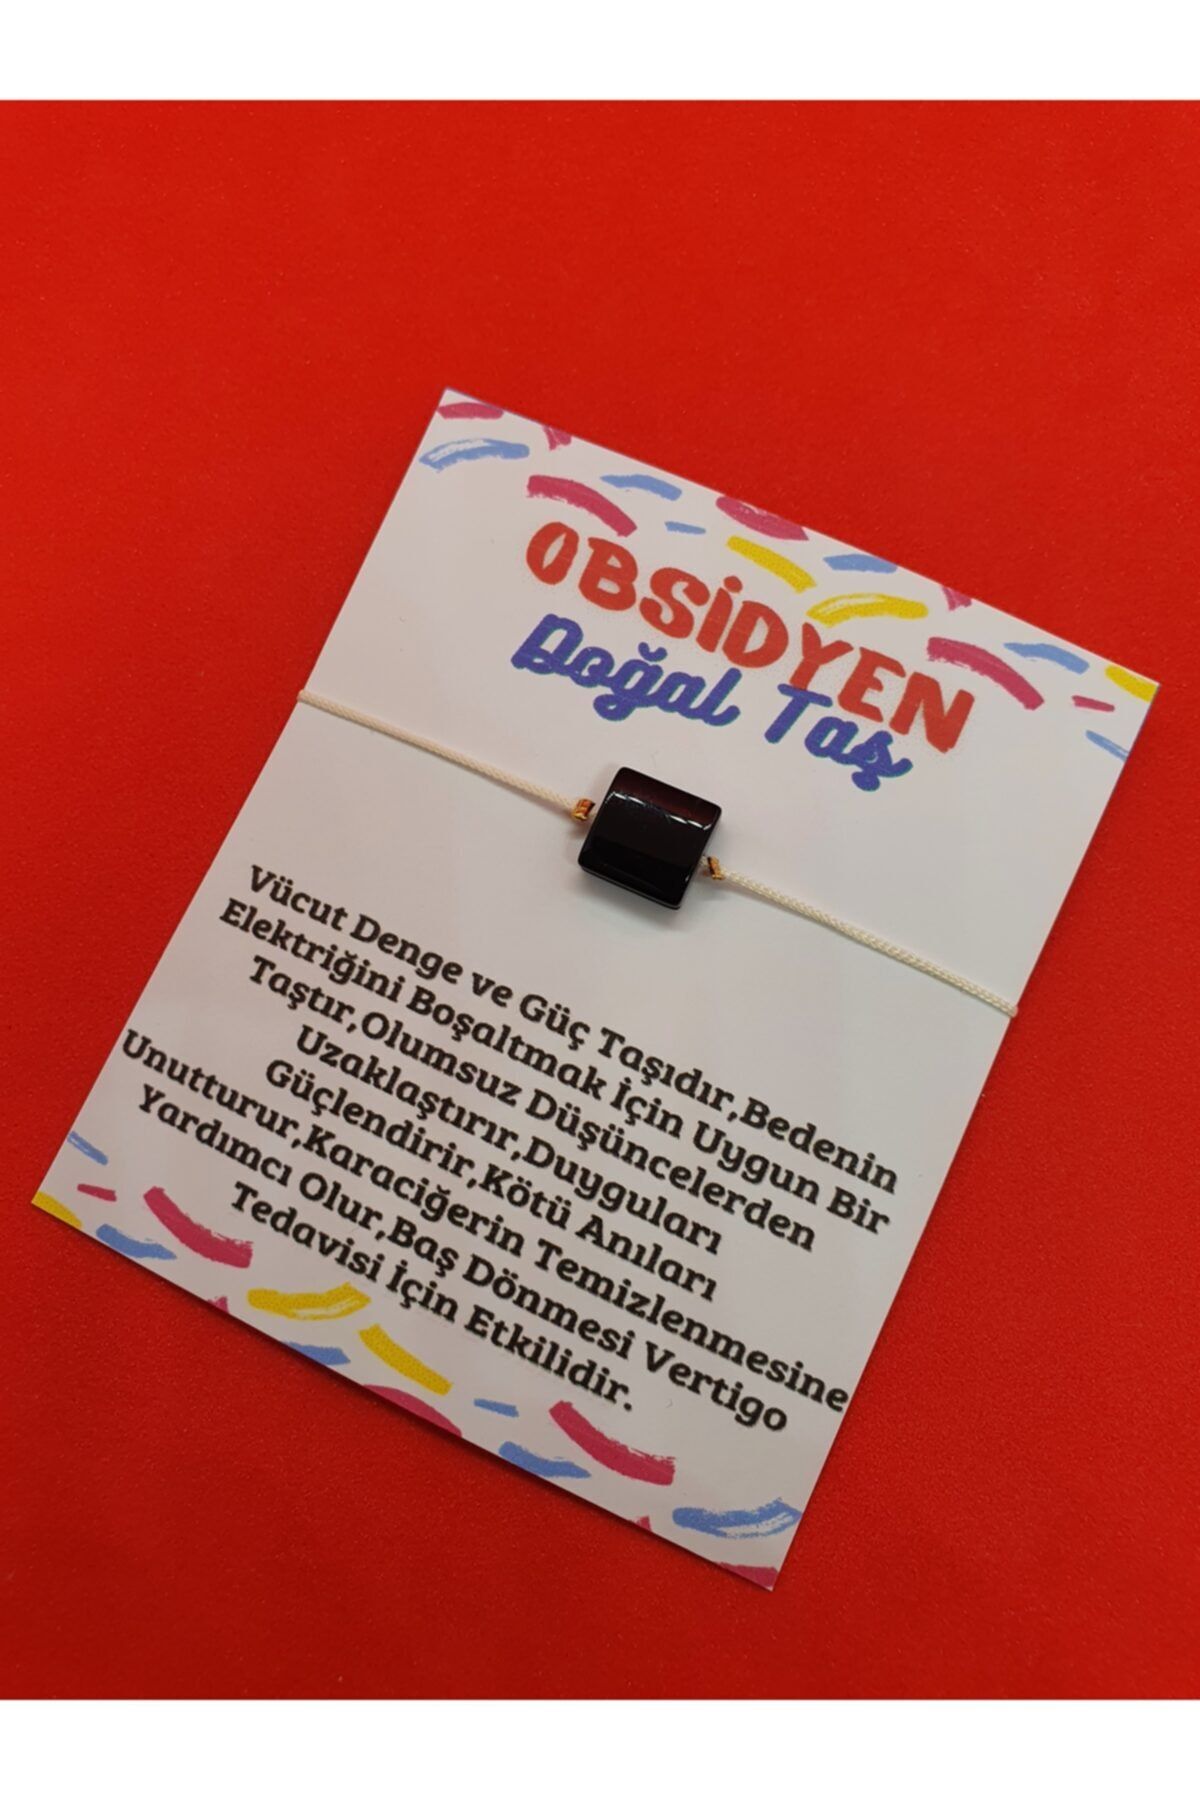 OBSİDYEN
Doğal Taş
Vücut Denge ve Güç Taşıdır,Bedenin
Elektriğini Boşaltmak İçin Uygun Bir
Taştır,Olumsuz Düşüncelerden
Uzaklaştırır,Duyguları
Güçlendirir,Kötü Anıları
Unutturur,Karaciğerin Temizlenmesine
Yardımcı Olur,Baş Dönmesi Vertigo
Tedavisi İçin Etkilidir.